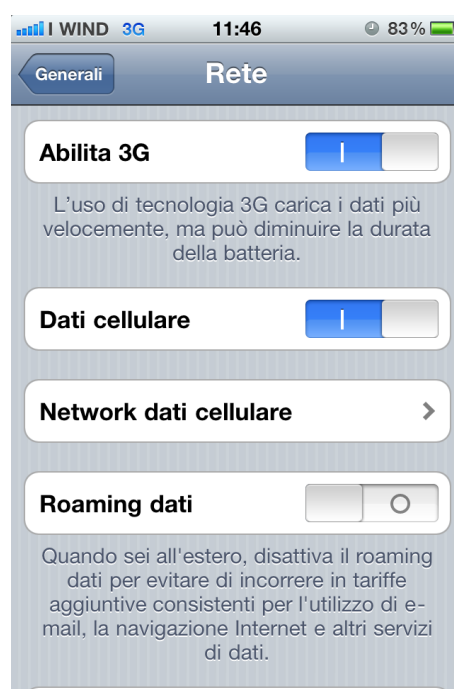 I WIND 3G 11:46 83%
Generali Rete
Abilita 3G
L'uso di tecnologia 3G carica i dati più
velocemente, ma può diminuire la durata
della batteria.
Dati cellulare
Network dati cellulare
Roaming dati
Quando sei all'estero, disattiva il roaming
dati per evitare di incorrere in tariffe
aggiuntive consistenti per l'utilizzo di e-
mail, la navigazione Internet e altri servizi
di dati.